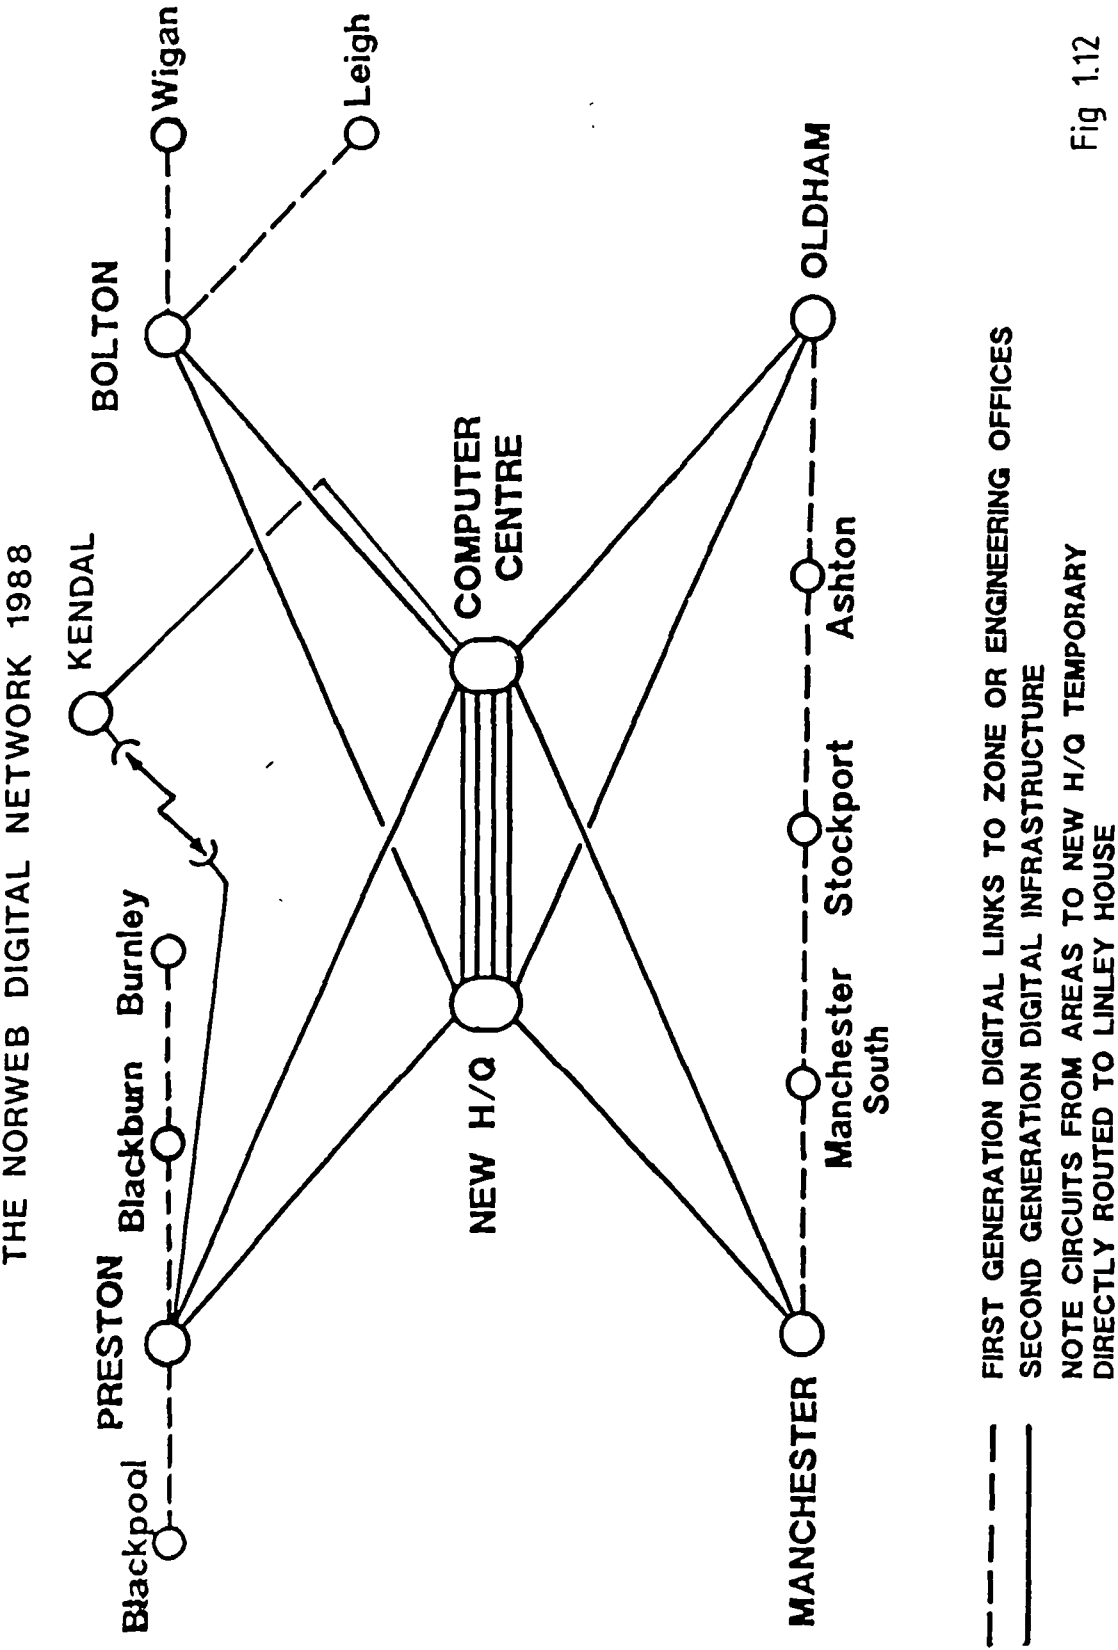 THE NORWEB DIGITAL NETWORK 1988
KENDAL
BOLTON
Wigan
Leigh
Blackpool
PRESTON
Blackburn
Burnley
NEW H/Q
COMPUTER
CENTRE
MANCHESTER
Manchester
South
Stockport
Ashton
OLDHAM
FIRST GENERATION DIGITAL LINKS TO ZONE OR ENGINEERING OFFICES
SECOND GENERATION DIGITAL INFRASTRUCTURE
NOTE CIRCUITS FROM AREAS TO NEW H/Q TEMPORARY
DIRECTLY ROUTED TO LINLEY HOUSE
Fig 1.12